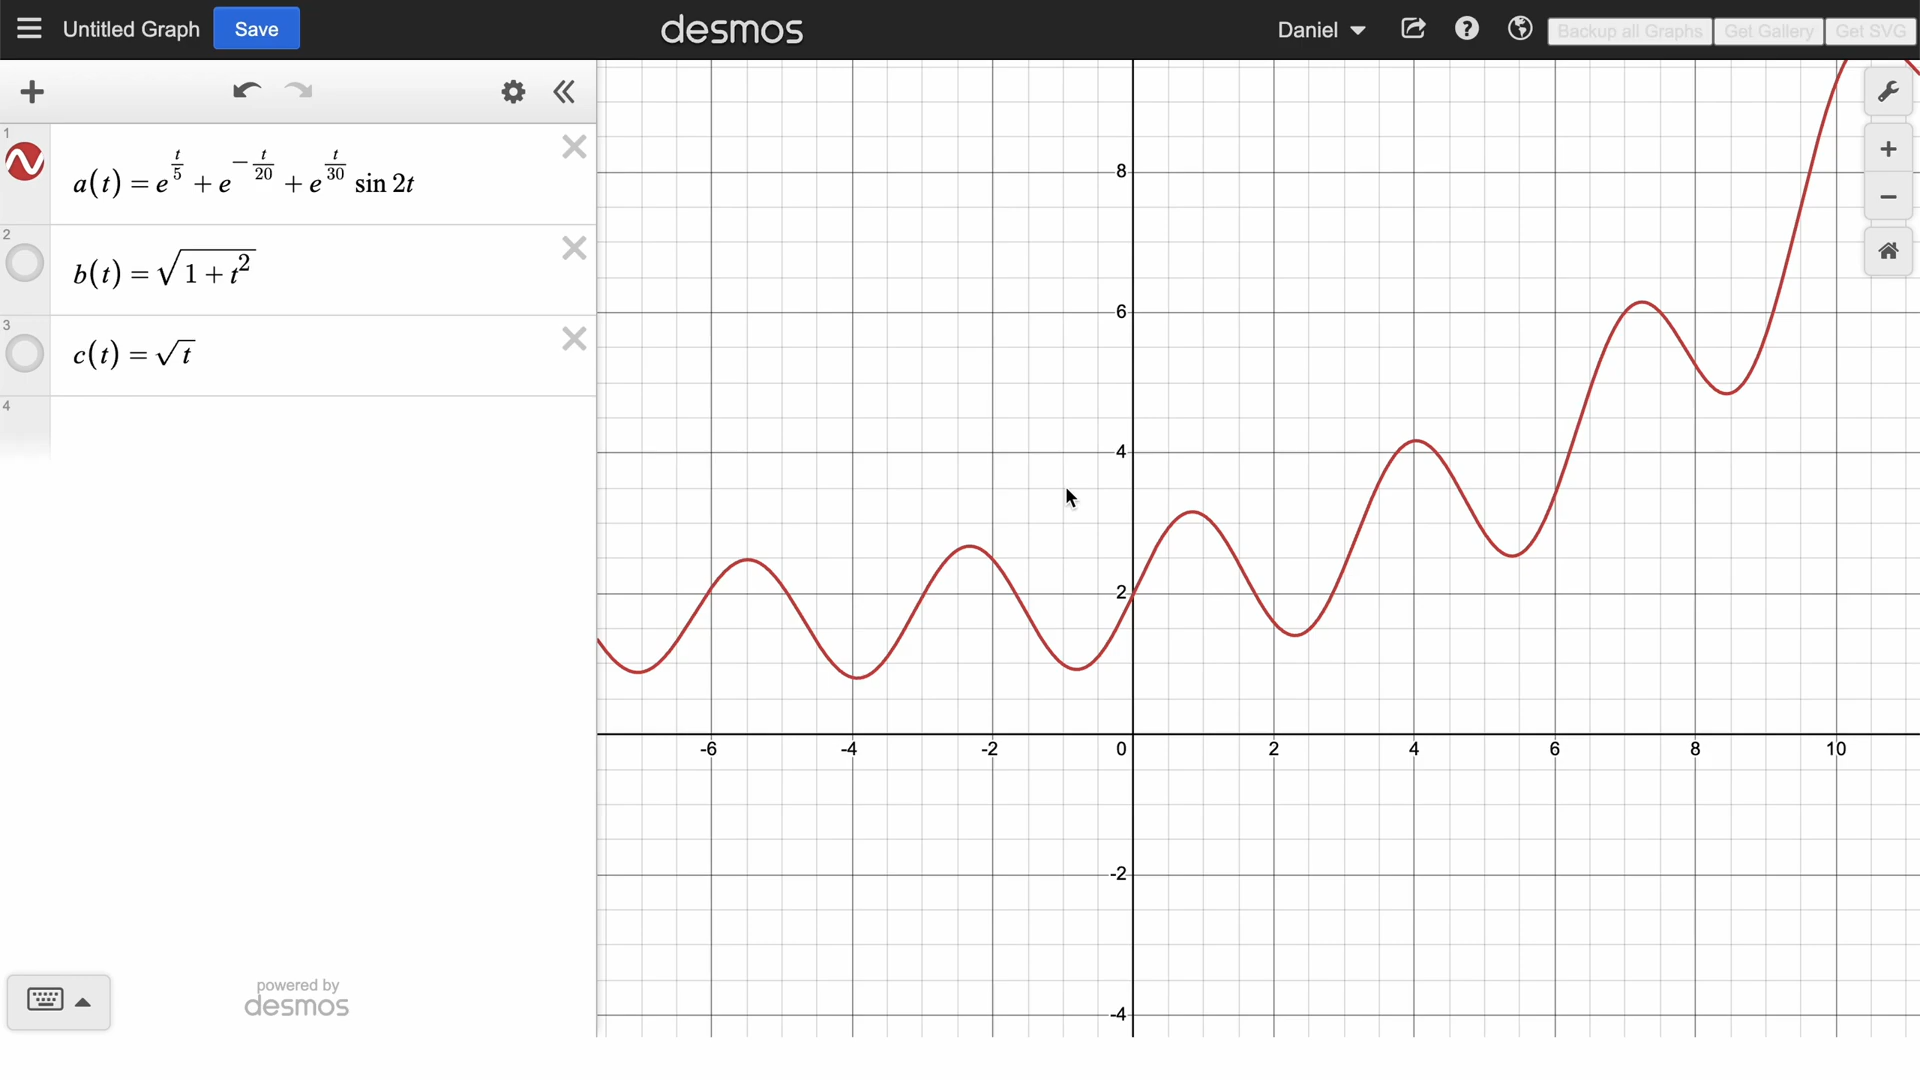 Untitled Graph
Save
desmos
Daniel
?
Backup all Graphs
Get Gallery
Get SVG
1
a(t) = e^(t/5) + e^(-t/20) + e^(t/30) sin 2t
2
b(t) = √(1 + t²)
3
c(t) = √t
4
powered by
desmos
8
6
4
2
-6 -4 -2 0 2 4 6 8 10
-2
-4